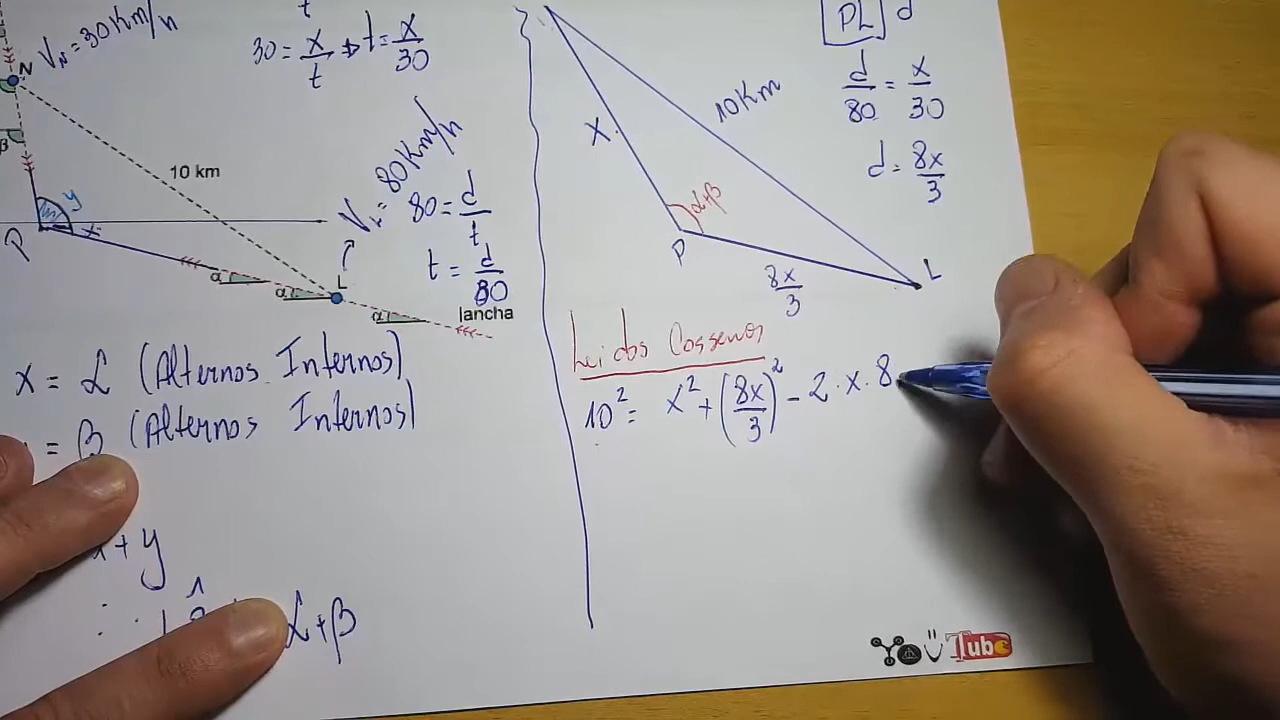 t
V_N = 30 Km/h
30 = x/t → t = x/30
N
β
10 km
y
x
P
V_L = 80 Km/h
80 = d/t
t = d/80
α
α
L
α
lancha
x = α (Alternos Internos)
= β (Alternos Internos)
+ y
∴
α+β
X
10 Km
α+β
P
8x/3
L
PL d
d/80 = x/30
d = 8x/3
Lei dos Cossenos
10² = x² + (8x/3)² - 2 · x · 8
Tube